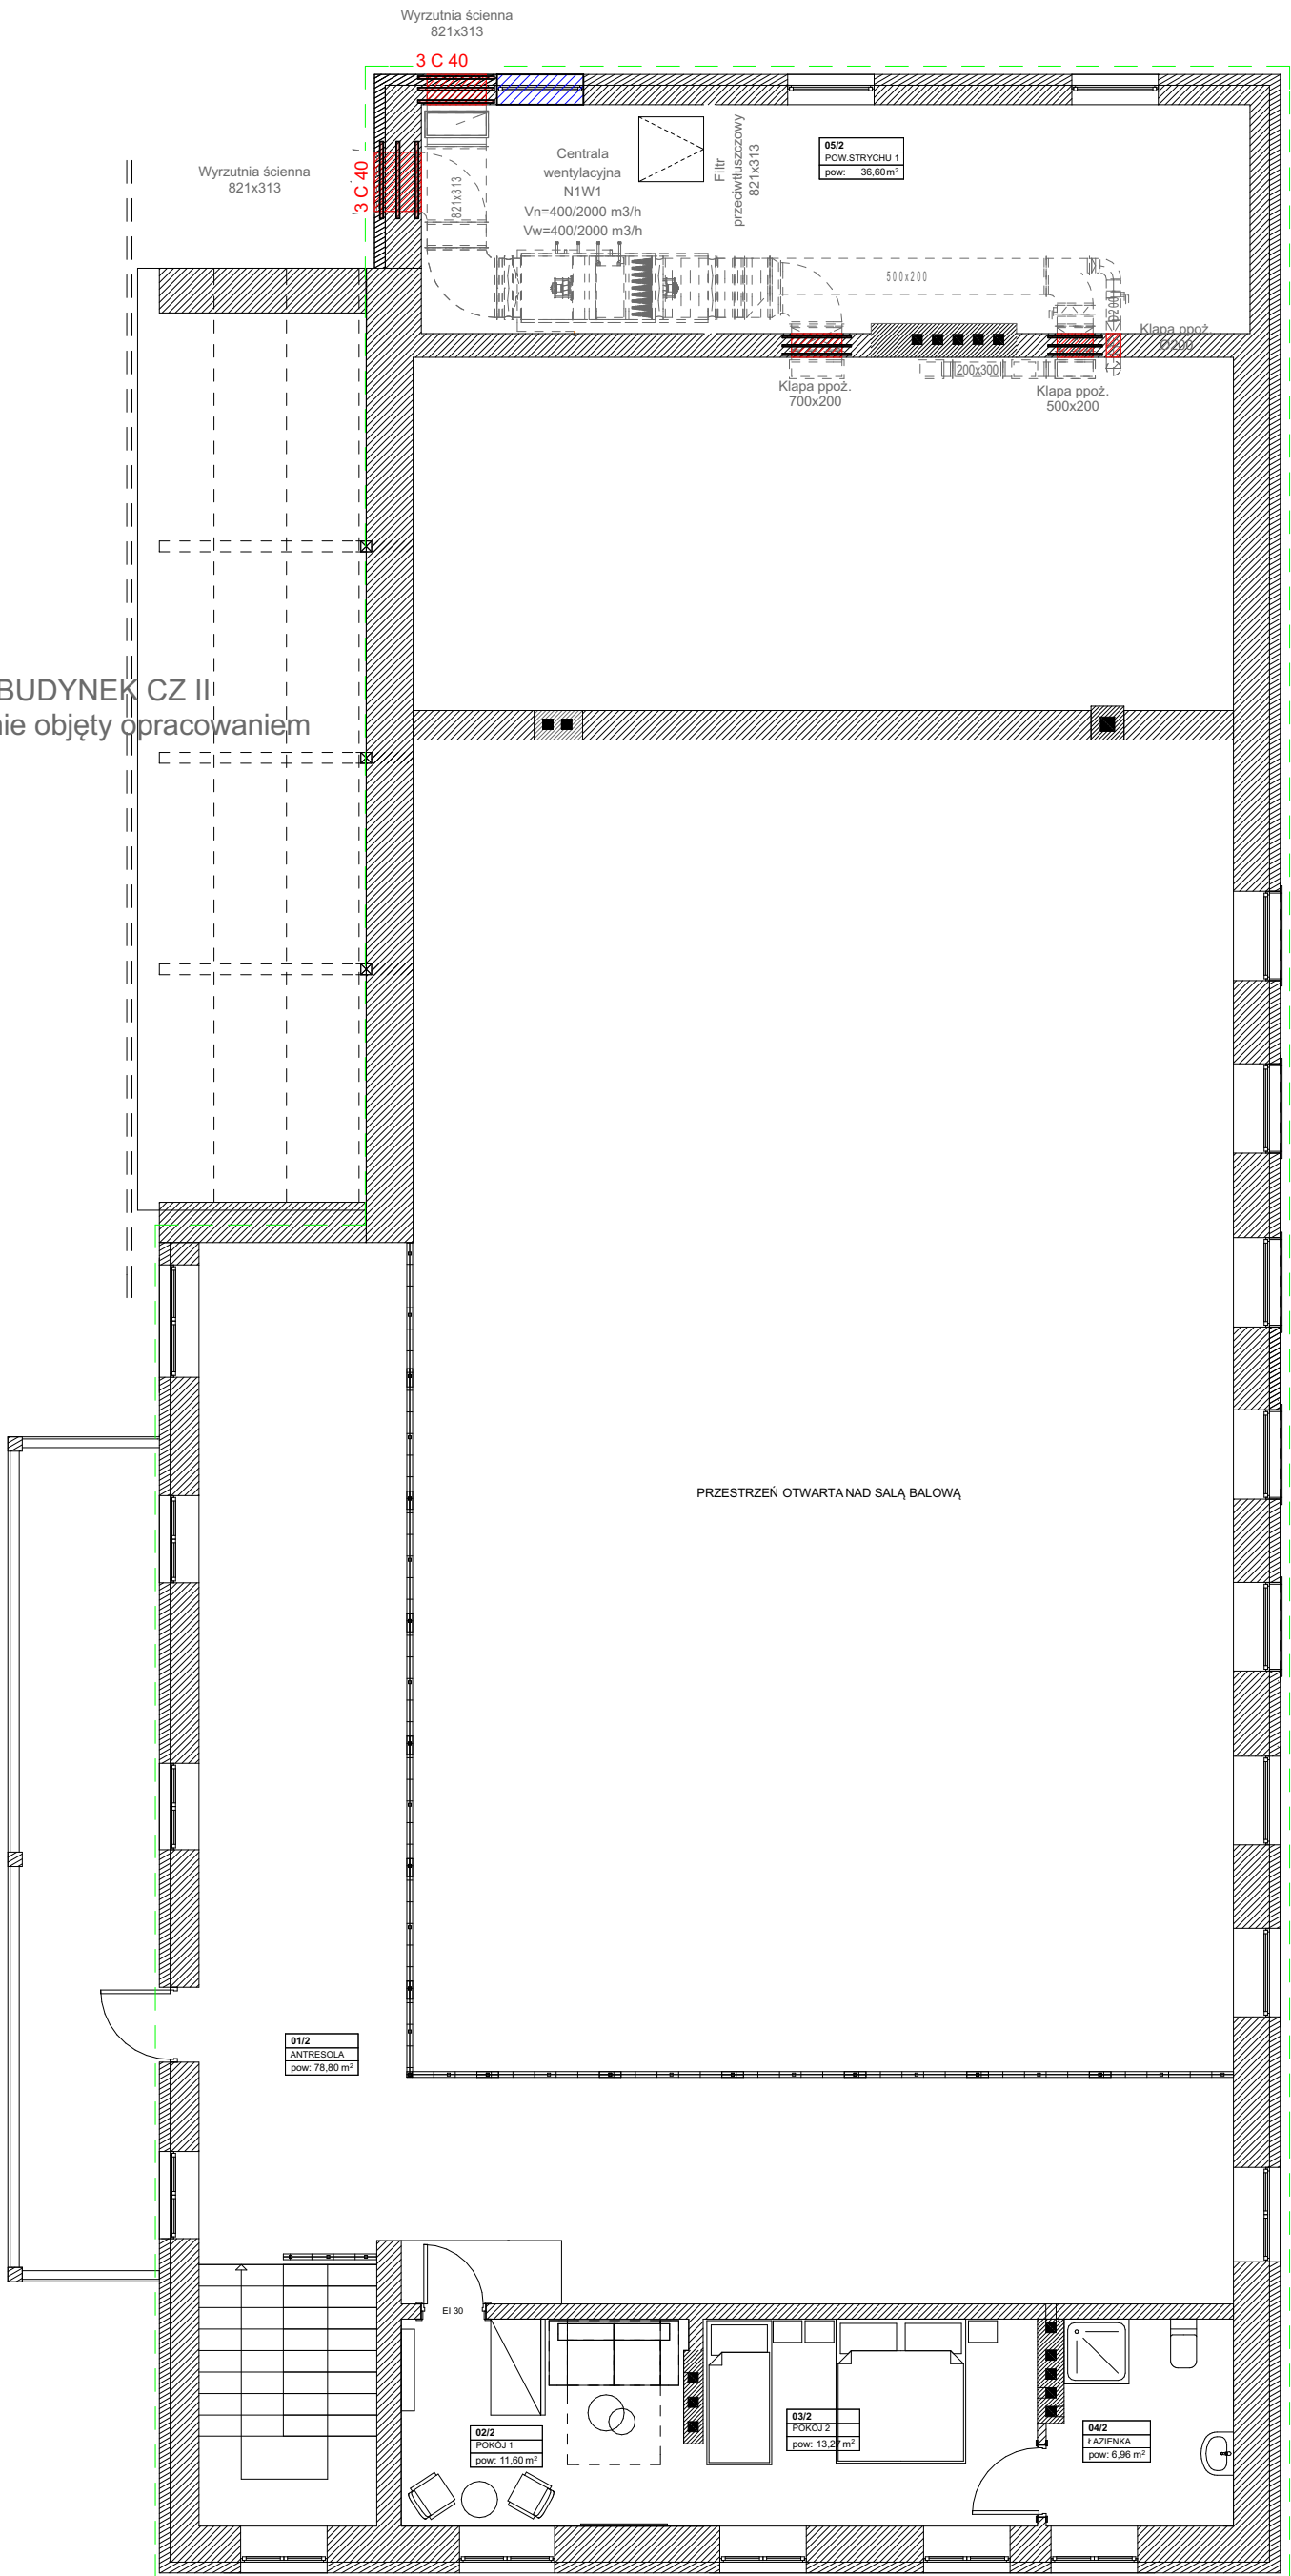 Wyrzutnia ścienna
821x313
3 C 40
Wyrzutnia ścienna
821x313
3 C 40
821x313
Centrala
wentylacyjna
N1W1
Vn=400/2000 m3/h
Vw=400/2000 m3/h
Filtr
przeciwtłuszczowy
821x313
05/2
POW.STRYCHU 1
pow: 36,60 m²
500x200
D200
Klapa ppoż.
D200
200x300
Klapa ppoż.
700x200
Klapa ppoż.
500x200
BUDYNEK CZ II
nie objęty opracowaniem
PRZESTRZEŃ OTWARTA NAD SALĄ BALOWĄ
01/2
ANTRESOLA
pow: 78,80 m²
EI 30
02/2
POKÓJ 1
pow: 11,60 m²
03/2
POKÓJ 2
pow: 13,27 m²
04/2
ŁAZIENKA
pow: 6,96 m²